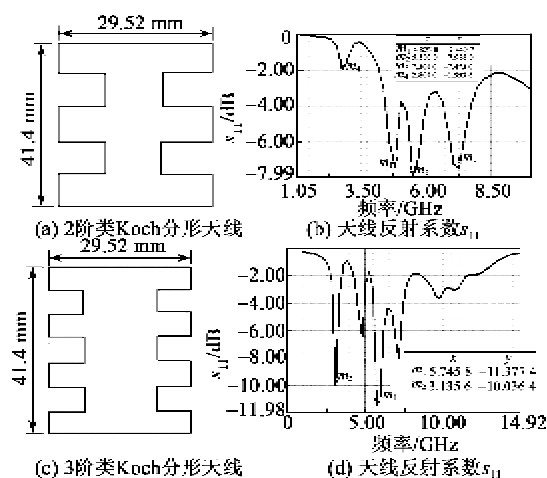 29.52 mm
41.4 mm
(a) 2阶类Koch分形天线
0
−2.00
−4.00
−6.00
−7.99
s11/dB
1.05
3.50
6.00
8.50
频率/GHz
(b) 天线反射系数s11
29.52 mm
41.4 mm
(c) 3阶类Koch分形天线
−2.00
−4.00
−6.00
−8.00
−10.00
−11.98
s11/dB
x y
5.745 8 −11.377 4
3.135 6 −10.036 4
0
5.00
10.00
14.92
频率/GHz
(d) 天线反射系数s11